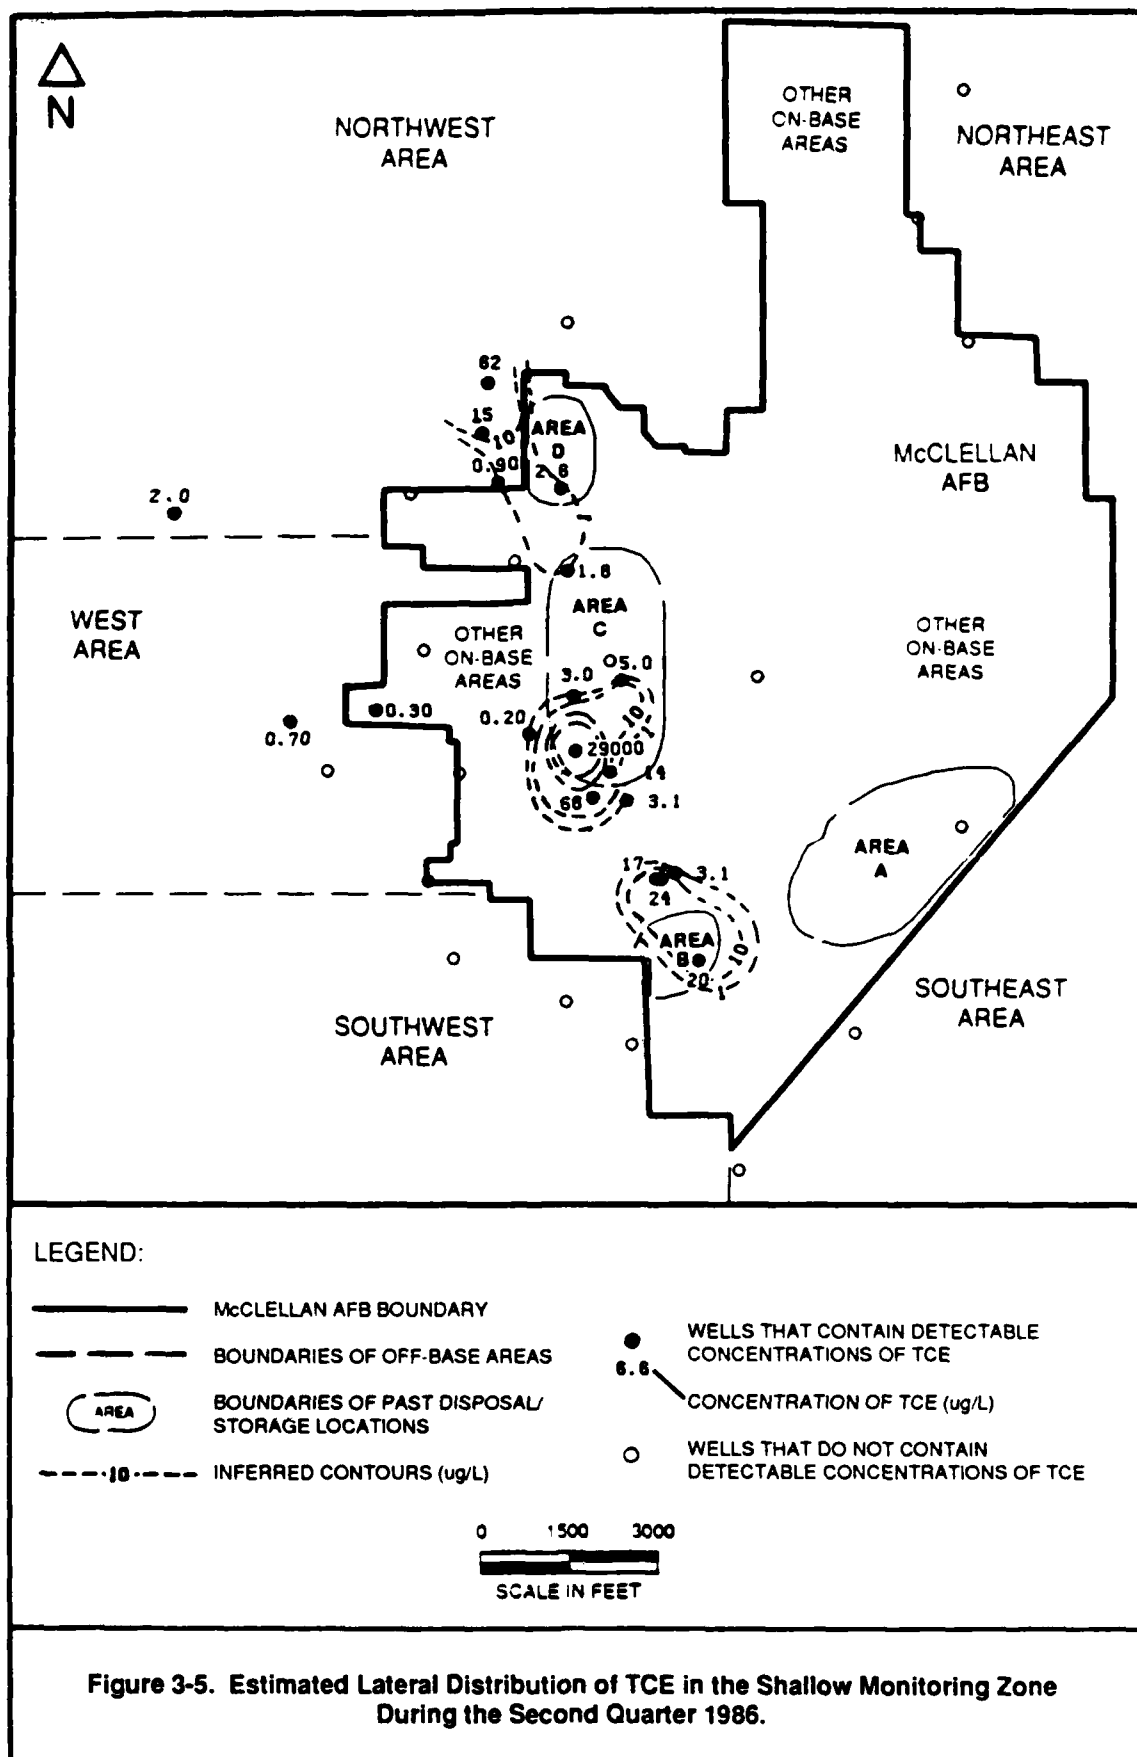 N
NORTHWEST
AREA
OTHER
ON-BASE
AREAS
NORTHEAST
AREA
62
15
10
AREA
D
0.90
2.6
McCLELLAN
AFB
2.0
1
1.8
WEST
AREA
AREA
C
OTHER
ON-BASE
AREAS
OTHER
ON-BASE
AREAS
5.0
3.0
10
1
0.20
0.30
0.70
29000
14
66
3.1
17
3.1
24
AREA
A
AREA
B
10
20
1
SOUTHWEST
AREA
SOUTHEAST
AREA
LEGEND:
McCLELLAN AFB BOUNDARY
BOUNDARIES OF OFF-BASE AREAS
AREA
BOUNDARIES OF PAST DISPOSAL/
STORAGE LOCATIONS
10
INFERRED CONTOURS (ug/L)
WELLS THAT CONTAIN DETECTABLE
CONCENTRATIONS OF TCE
6.6
CONCENTRATION OF TCE (ug/L)
WELLS THAT DO NOT CONTAIN
DETECTABLE CONCENTRATIONS OF TCE
0 1500 3000
SCALE IN FEET
Figure 3-5. Estimated Lateral Distribution of TCE in the Shallow Monitoring Zone
During the Second Quarter 1986.